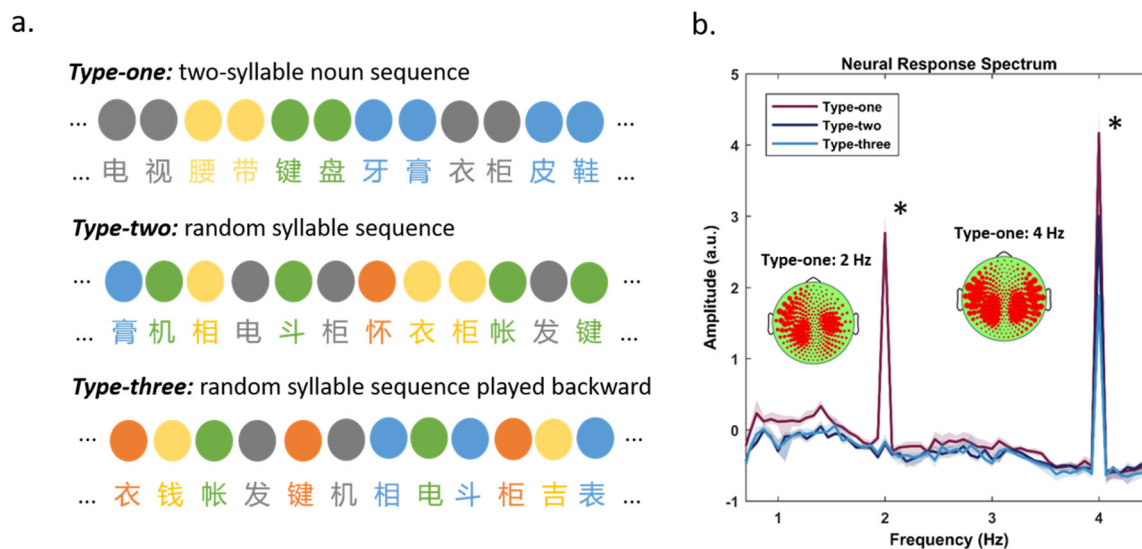 a.
Type-one: two-syllable noun sequence
... 电 视 腰 带 键 盘 牙 膏 衣 柜 皮 鞋 ...
Type-two: random syllable sequence
... 膏 机 相 电 斗 柜 怀 衣 柜 帐 发 键 ...
Type-three: random syllable sequence played backward
... 衣 钱 帐 发 键 机 相 电 斗 柜 吉 表 ...
b.
Neural Response Spectrum
Type-one
Type-two
Type-three
*
*
Type-one: 2 Hz
Type-one: 4 Hz
Amplitude (a.u.)
5
4
3
2
1
0
-1
1 2 3 4
Frequency (Hz)